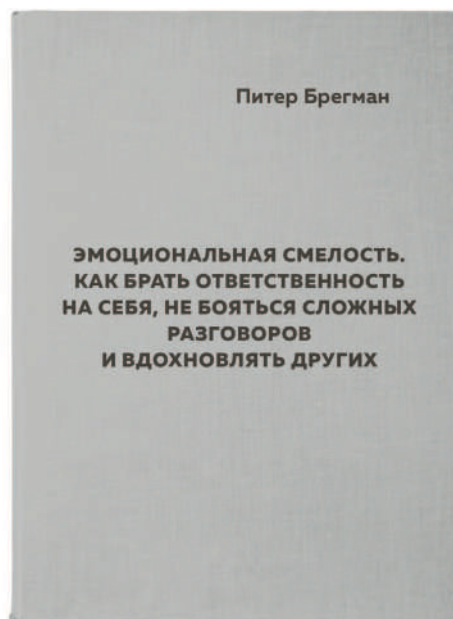 Питер Брегман
ЭМОЦИОНАЛЬНАЯ СМЕЛОСТЬ.
КАК БРАТЬ ОТВЕТСТВЕННОСТЬ
НА СЕБЯ, НЕ БОЯТЬСЯ СЛОЖНЫХ
РАЗГОВОРОВ
И ВДОХНОВЛЯТЬ ДРУГИХ